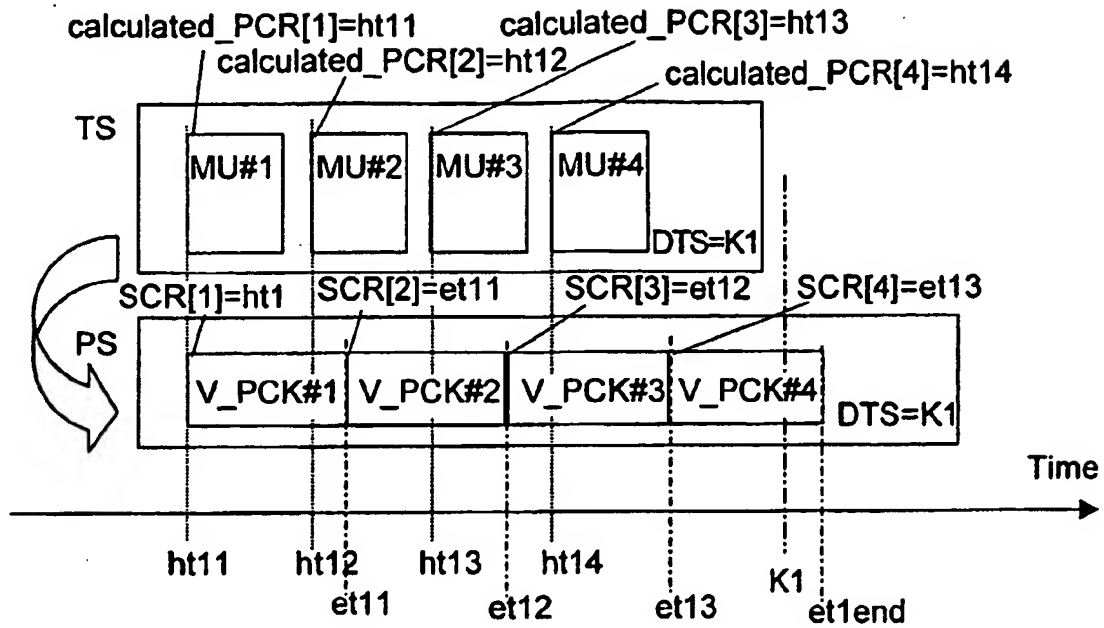 calculated_PCR[1]=ht11
calculated_PCR[3]=ht13
calculated_PCR[2]=ht12
calculated_PCR[4]=ht14
TS
MU#1
MU#2
MU#3
MU#4
DTS=K1
SCR[1]=ht1
SCR[2]=et11
SCR[3]=et12
SCR[4]=et13
PS
V_PCK#1
V_PCK#2
V_PCK#3
V_PCK#4
DTS=K1
Time
ht11
ht12
ht13
ht14
K1
et11
et12
et13
et1end